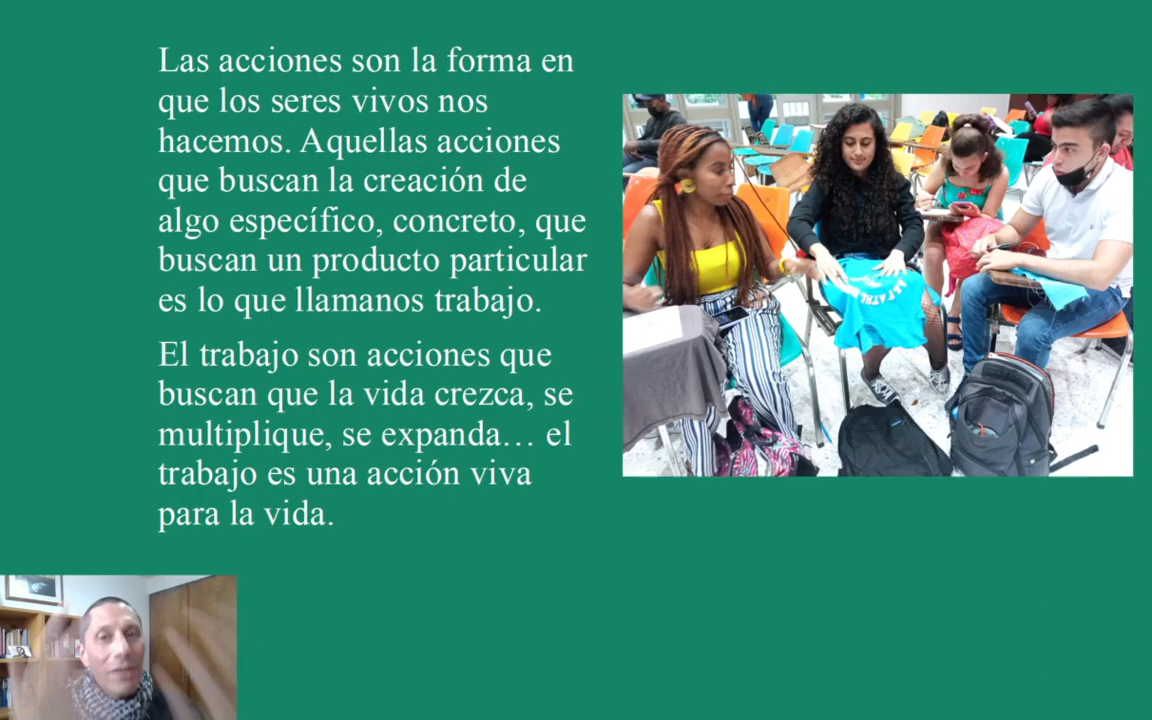 Las acciones son la forma en
que los seres vivos nos
hacemos. Aquellas acciones
que buscan la creación de
algo específico, concreto, que
buscan un producto particular
es lo que llamanos trabajo.
El trabajo son acciones que
buscan que la vida crezca, se
multiplique, se expanda… el
trabajo es una acción viva
para la vida.